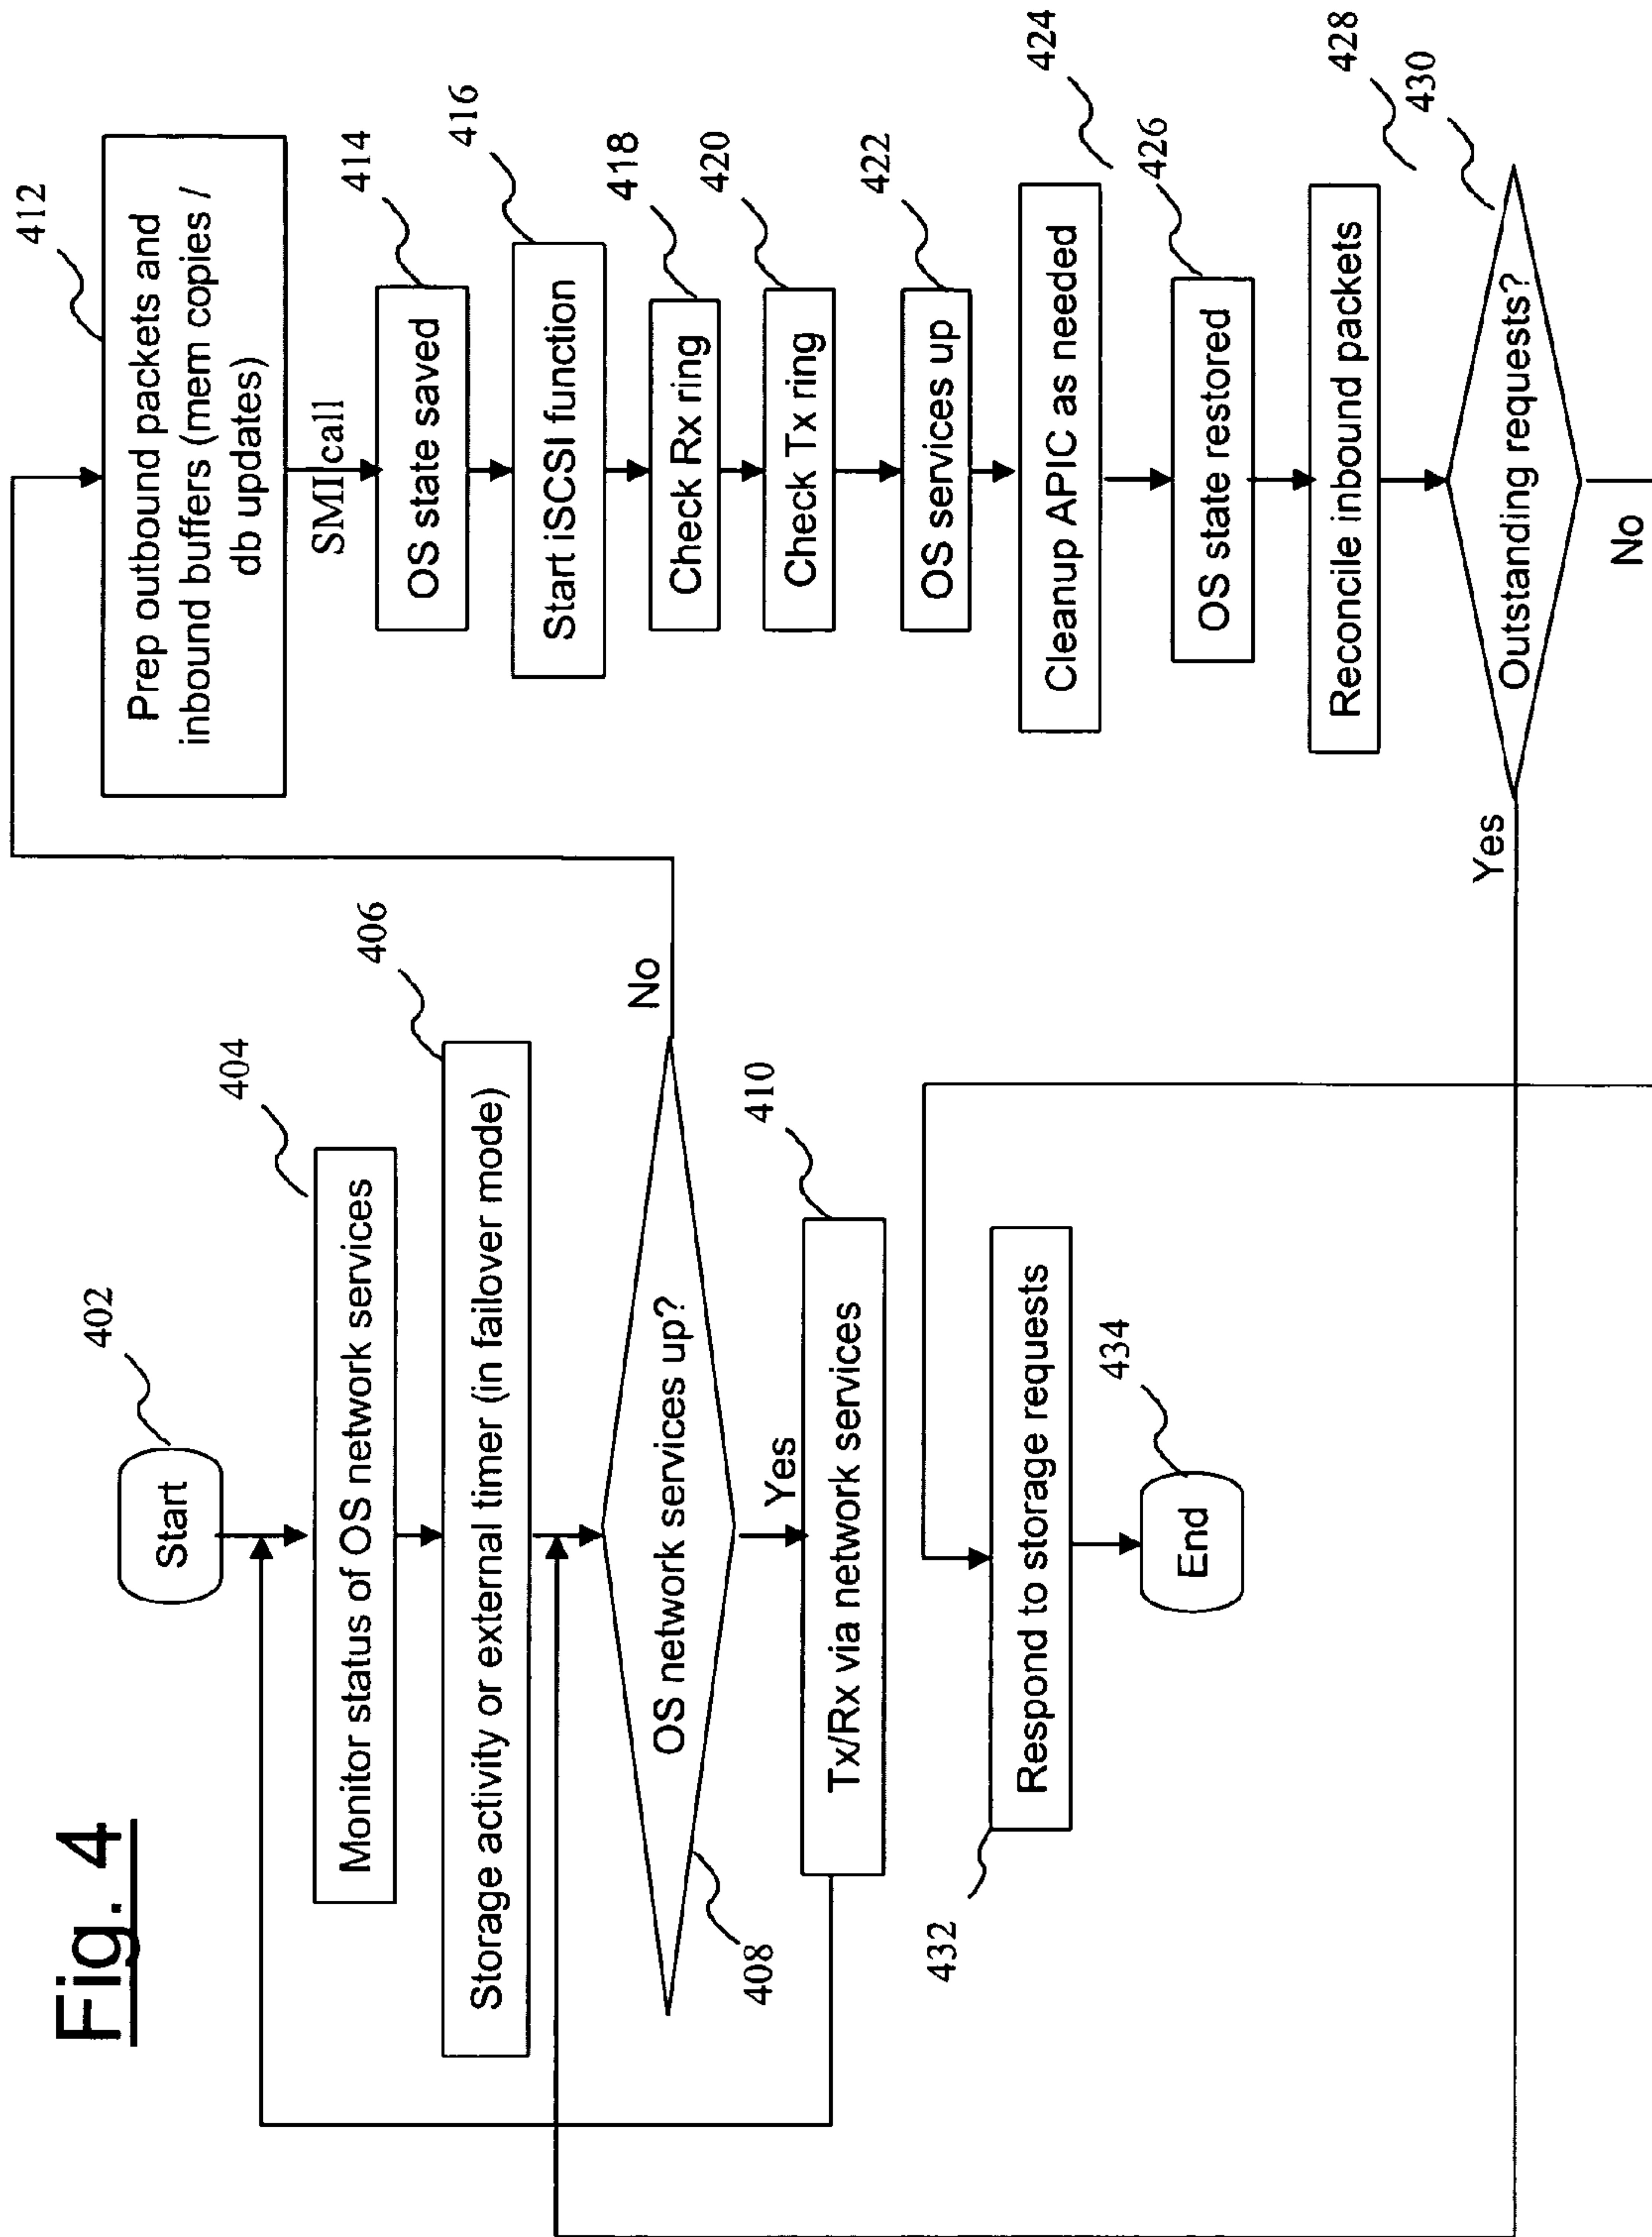 Fig. 4
Start
402
Monitor status of OS network services
404
Storage activity or external timer (in failover mode)
406
OS network services up?
408
No
Yes
Tx/Rx via network services
410
Prep outbound packets and
inbound buffers (mem copies /
db updates)
412
SMI call
OS state saved
414
Start iSCSI function
416
Check Rx ring
418
Check Tx ring
420
OS services up
422
Cleanup APIC as needed
424
OS state restored
426
Reconcile inbound packets
428
Outstanding requests?
430
Yes
No
Respond to storage requests
432
End
434